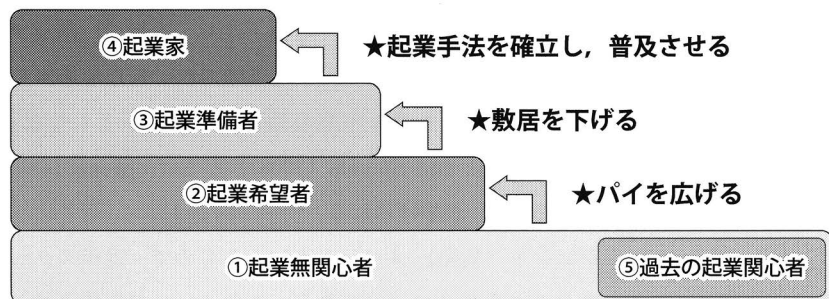 ④起業家
★起業手法を確立し，普及させる
③起業準備者
★敷居を下げる
②起業希望者
★パイを広げる
①起業無関心者
⑤過去の起業関心者